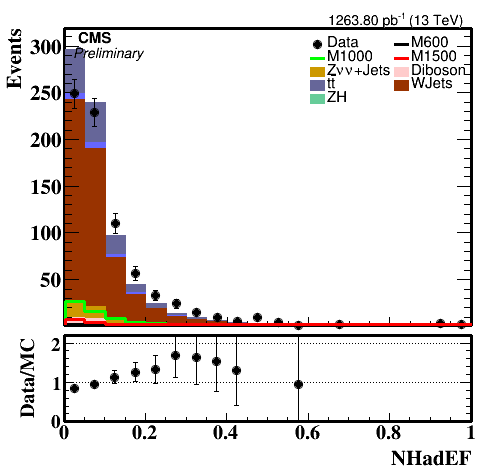 1263.80 pb⁻¹ (13 TeV)
CMS
Preliminary
Data
M600
M1000
M1500
Zνν+Jets
Diboson
tt
WJets
ZH
Events
300
250
200
150
100
50
Data/MC
2
1
0
0 0.2 0.4 0.6 0.8 1
NHadEF